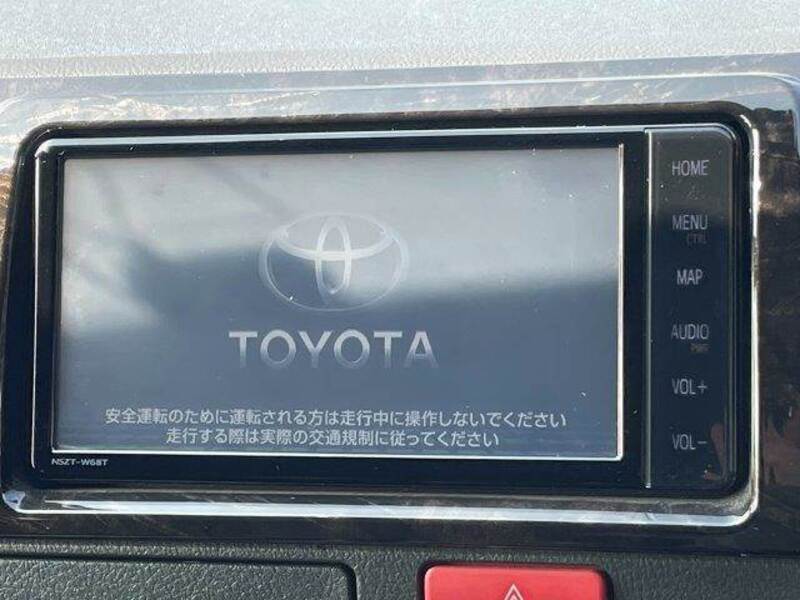 HOME
MENU
CTRL
MAP
AUDIO
PWR
VOL+
VOL-
TOYOTA
安全運転のために運転される方は走行中に操作しないでください
走行する際は実際の交通規制に従ってください
NSZT-W68T